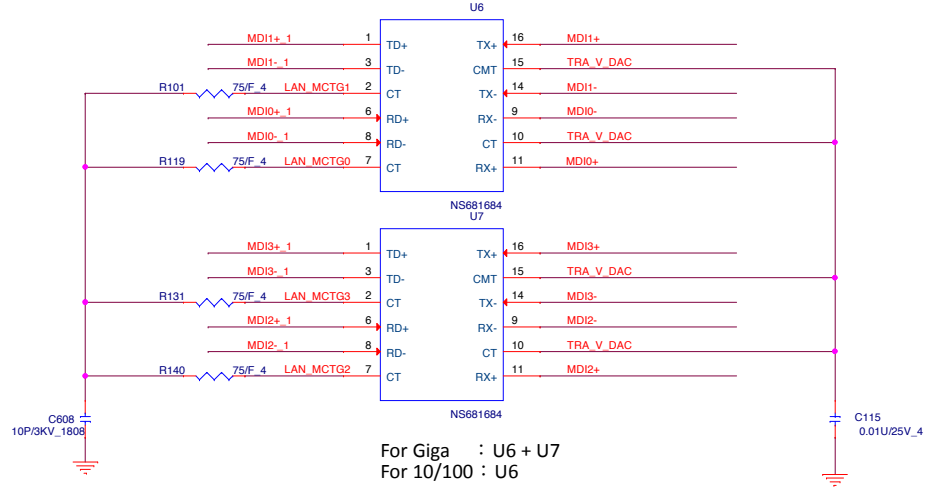 U6
MDI1+_1 1 TD+ TX+ 16 MDI1+
MDI1-_1 3 TD- CMT 15 TRA_V_DAC
R101 75/F_4 LAN_MCTG1 2 CT TX- 14 MDI1-
MDI0+_1 6 RD+ RX- 9 MDI0-
MDI0-_1 8 RD- CT 10 TRA_V_DAC
R119 75/F_4 LAN_MCTG0 7 CT RX+ 11 MDI0+
NS681684
U7
MDI3+_1 1 TD+ TX+ 16 MDI3+
MDI3-_1 3 TD- CMT 15 TRA_V_DAC
R131 75/F_4 LAN_MCTG3 2 CT TX- 14 MDI3-
MDI2+_1 6 RD+ RX- 9 MDI2-
MDI2-_1 8 RD- CT 10 TRA_V_DAC
R140 75/F_4 LAN_MCTG2 7 CT RX+ 11 MDI2+
NS681684
C608
10P/3KV_1808
C115
0.01U/25V_4
For Giga : U6 + U7
For 10/100 : U6